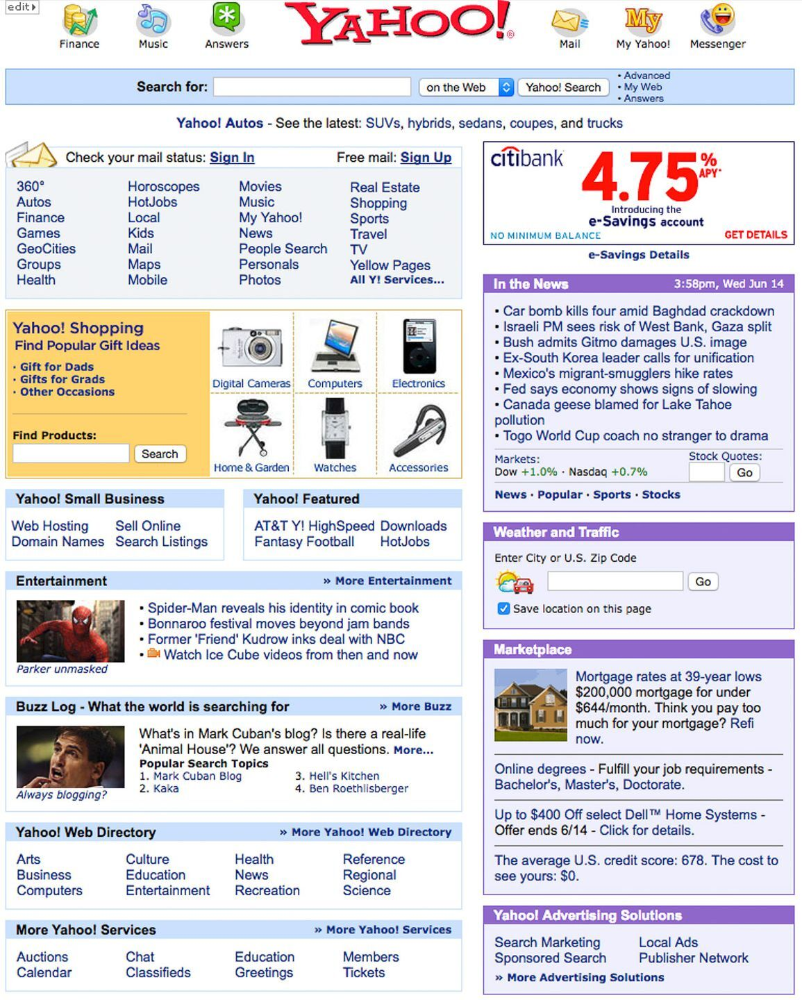 edit
Finance
Music
Answers
YAHOO!®
Mail
My
My Yahoo!
Messenger
Search for:
on the Web
Yahoo! Search
• Advanced
• My Web
• Answers
Yahoo! Autos - See the latest: SUVs, hybrids, sedans, coupes, and trucks
Check your mail status: Sign In Free mail: Sign Up
360° Horoscopes Movies Real Estate
Autos HotJobs Music Shopping
Finance Local My Yahoo! Sports
Games Kids News Travel
GeoCities Mail People Search TV
Groups Maps Personals Yellow Pages
Health Mobile Photos All Y! Services...
citibank
4.75% APY*
Introducing the
e-Savings account
NO MINIMUM BALANCE GET DETAILS
e-Savings Details
Yahoo! Shopping
Find Popular Gift Ideas
· Gift for Dads
· Gifts for Grads
· Other Occasions
Find Products:
Search
Digital Cameras Computers Electronics
Home & Garden Watches Accessories
In the News 3:58pm, Wed Jun 14
• Car bomb kills four amid Baghdad crackdown
• Israeli PM sees risk of West Bank, Gaza split
• Bush admits Gitmo damages U.S. image
• Ex-South Korea leader calls for unification
• Mexico's migrant-smugglers hike rates
• Fed says economy shows signs of slowing
• Canada geese blamed for Lake Tahoe
pollution
• Togo World Cup coach no stranger to drama
Markets: Stock Quotes:
Dow +1.0% · Nasdaq +0.7% Go
News · Popular · Sports · Stocks
Yahoo! Small Business
Web Hosting Sell Online
Domain Names Search Listings
Yahoo! Featured
AT&T Y! HighSpeed Downloads
Fantasy Football HotJobs
Weather and Traffic
Enter City or U.S. Zip Code
Go
Save location on this page
Entertainment » More Entertainment
• Spider-Man reveals his identity in comic book
• Bonnaroo festival moves beyond jam bands
• Former 'Friend' Kudrow inks deal with NBC
• Watch Ice Cube videos from then and now
Parker unmasked
Marketplace
Mortgage rates at 39-year lows
$200,000 mortgage for under
$644/month. Think you pay too
much for your mortgage? Refi
now.
Online degrees - Fulfill your job requirements -
Bachelor's, Master's, Doctorate.
Up to $400 Off select Dell™ Home Systems -
Offer ends 6/14 - Click for details.
The average U.S. credit score: 678. The cost to
see yours: $0.
Buzz Log - What the world is searching for » More Buzz
What's in Mark Cuban's blog? Is there a real-life
'Animal House'? We answer all questions. More...
Popular Search Topics
1. Mark Cuban Blog 3. Hell's Kitchen
2. Kaka 4. Ben Roethlisberger
Always blogging?
Yahoo! Web Directory » More Yahoo! Web Directory
Arts Culture Health Reference
Business Education News Regional
Computers Entertainment Recreation Science
More Yahoo! Services » More Yahoo! Services
Auctions Chat Education Members
Calendar Classifieds Greetings Tickets
Yahoo! Advertising Solutions
Search Marketing Local Ads
Sponsored Search Publisher Network
» More Advertising Solutions